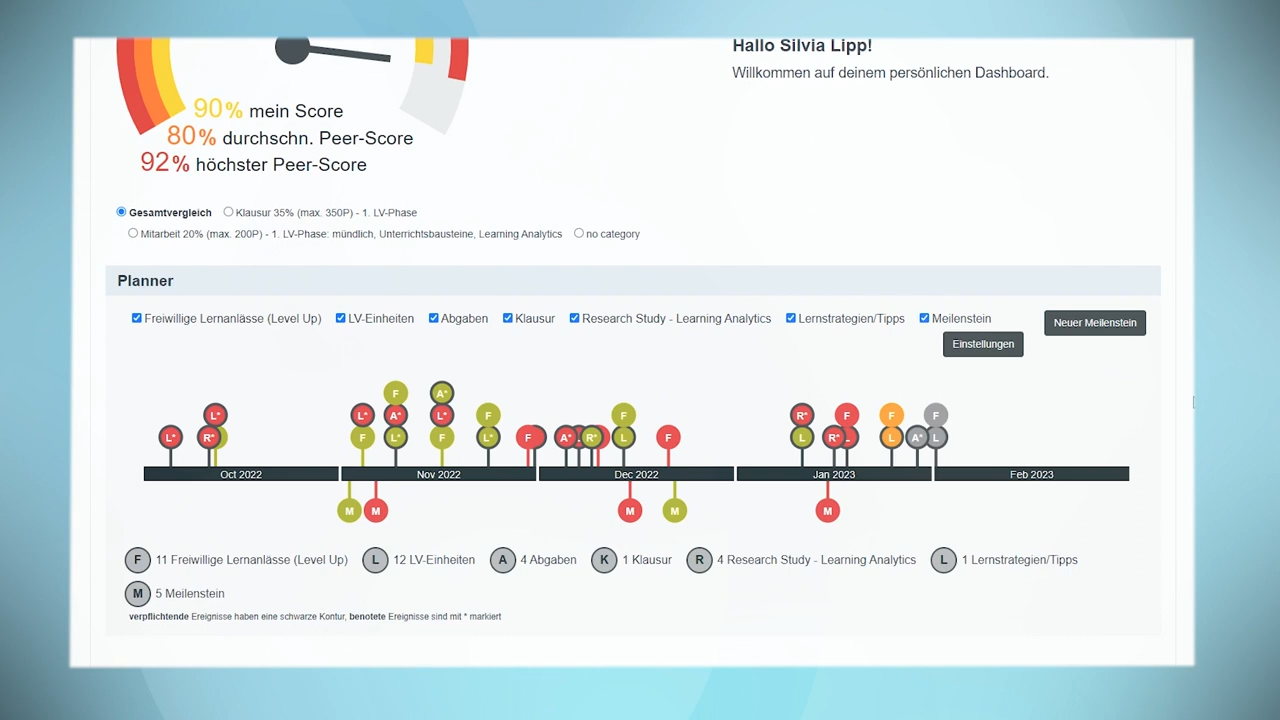 Hallo Silvia Lipp!
Willkommen auf deinem persönlichen Dashboard.
90% mein Score
80% durchschn. Peer-Score
92% höchster Peer-Score
Gesamtvergleich Klausur 35% (max. 350P) - 1. LV-Phase
Mitarbeit 20% (max. 200P) - 1. LV-Phase: mündlich, Unterrichtsbausteine, Learning Analytics no category
Planner
Freiwillige Lernanlässe (Level Up) LV-Einheiten Abgaben Klausur Research Study - Learning Analytics Lernstrategien/Tipps Meilenstein
Neuer Meilenstein
Einstellungen
F A*
L* L* A* L* F F R* F F F
L* R* F L* F L* F A* R* L F L R* L A* L
Oct 2022 Nov 2022 Dec 2022 Jan 2023 Feb 2023
M M M M M
F 11 Freiwillige Lernanlässe (Level Up) L 12 LV-Einheiten A 4 Abgaben K 1 Klausur R 4 Research Study - Learning Analytics L 1 Lernstrategien/Tipps
M 5 Meilenstein
verpflichtende Ereignisse haben eine schwarze Kontur, benotete Ereignisse sind mit * markiert